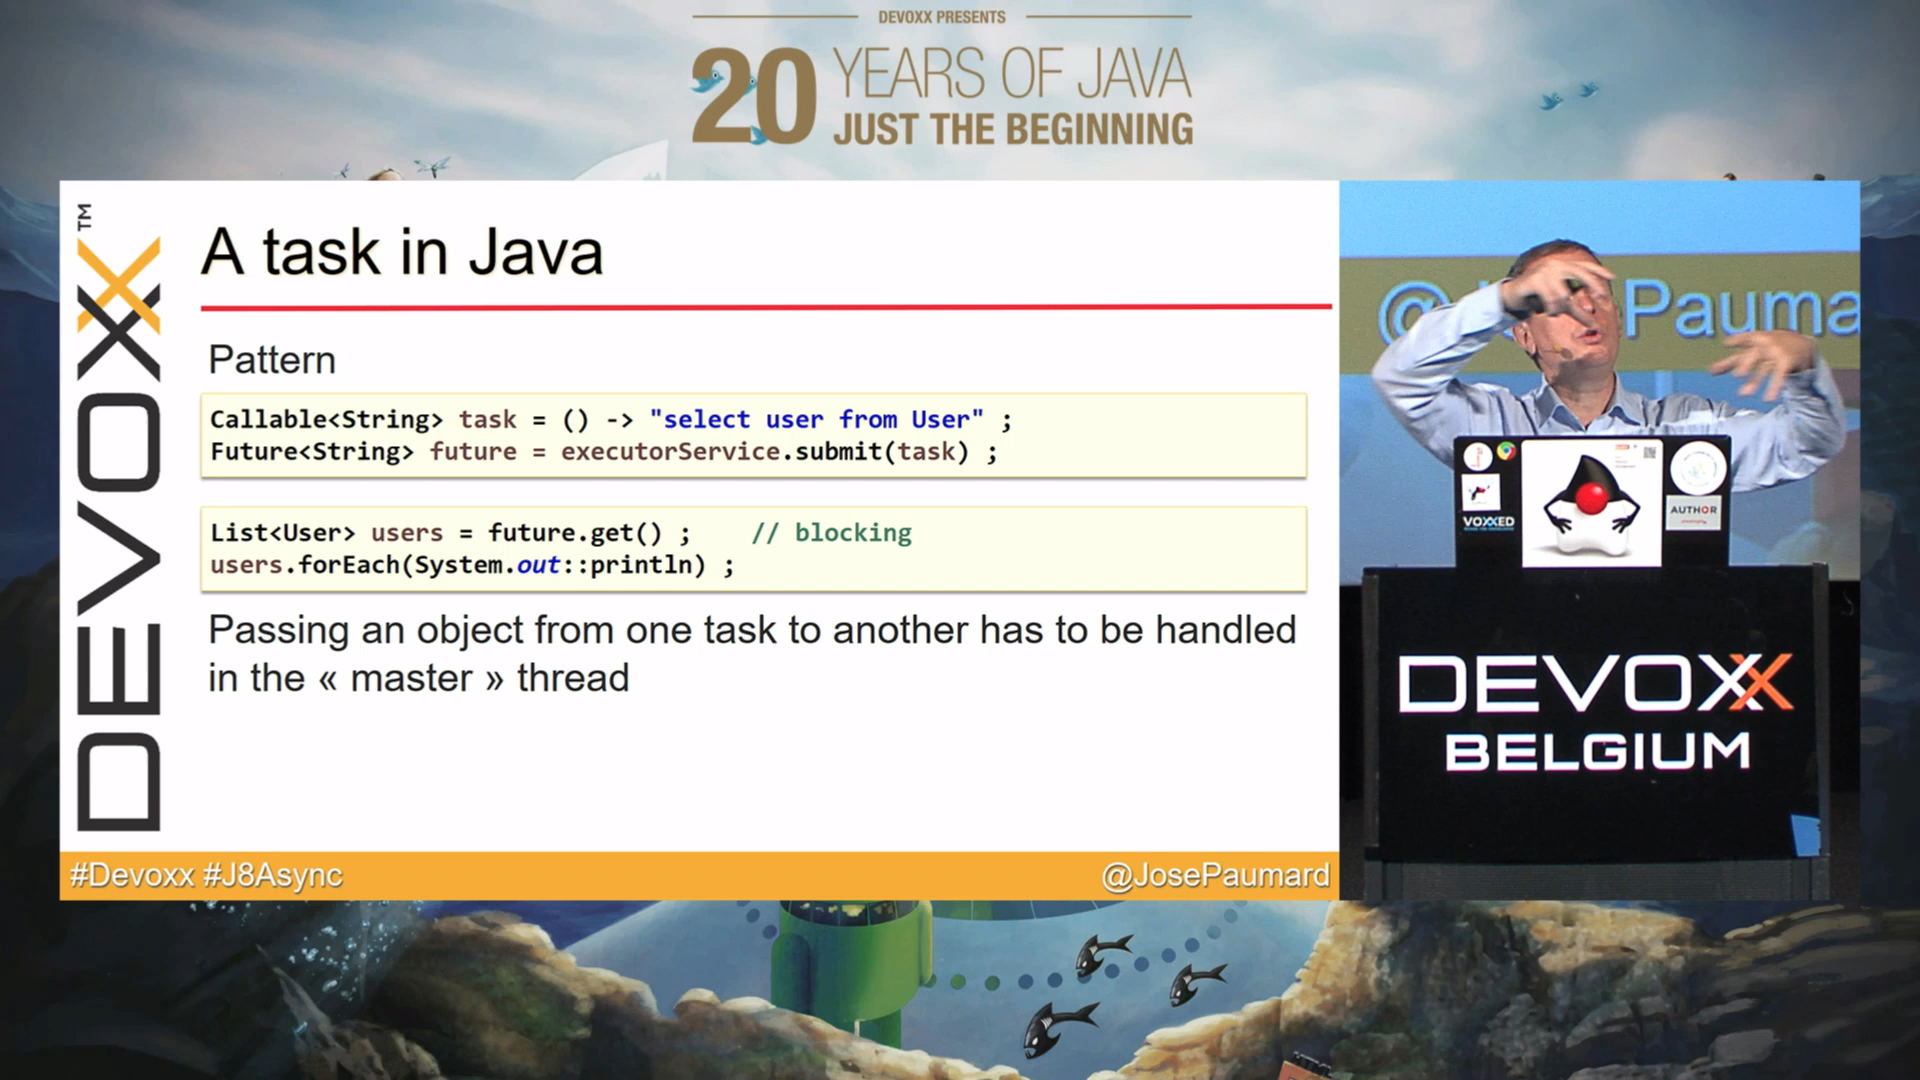 DEVOXX PRESENTS
20 YEARS OF JAVA
JUST THE BEGINNING
DEVOXX™
A task in Java
Pattern
Callable<String> task = () -> "select user from User" ;
Future<String> future = executorService.submit(task) ;
List<User> users = future.get() ;    // blocking
users.forEach(System.out::println) ;
Passing an object from one task to another has to be handled
in the « master » thread
#Devoxx #J8Async
@JosePaumard
Pauma
VOXXED
AUTHOR
DEVOXX
BELGIUM